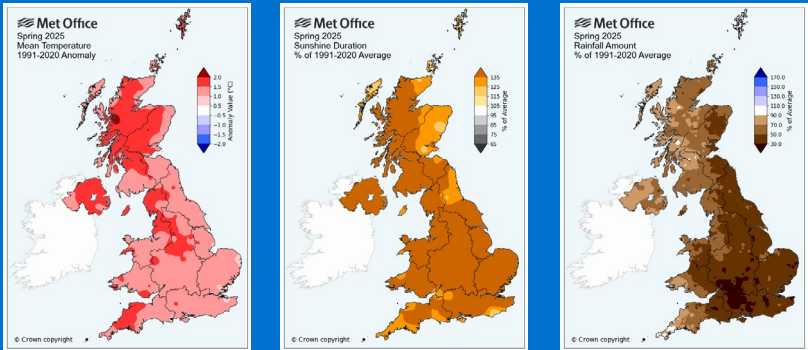 Met Office
Spring 2025
Mean Temperature
1991-2020 Anomaly
2.0
1.5
1.0
0.5
-0.5
-1.0
-1.5
-2.0
Anomaly Value (°C)
© Crown copyright
Met Office
Spring 2025
Sunshine Duration
% of 1991-2020 Average
135
125
115
105
95
85
75
65
% of Average
© Crown copyright
Met Office
Spring 2025
Rainfall Amount
% of 1991-2020 Average
170.0
150.0
130.0
110.0
90.0
70.0
50.0
30.0
% of Average
© Crown copyright